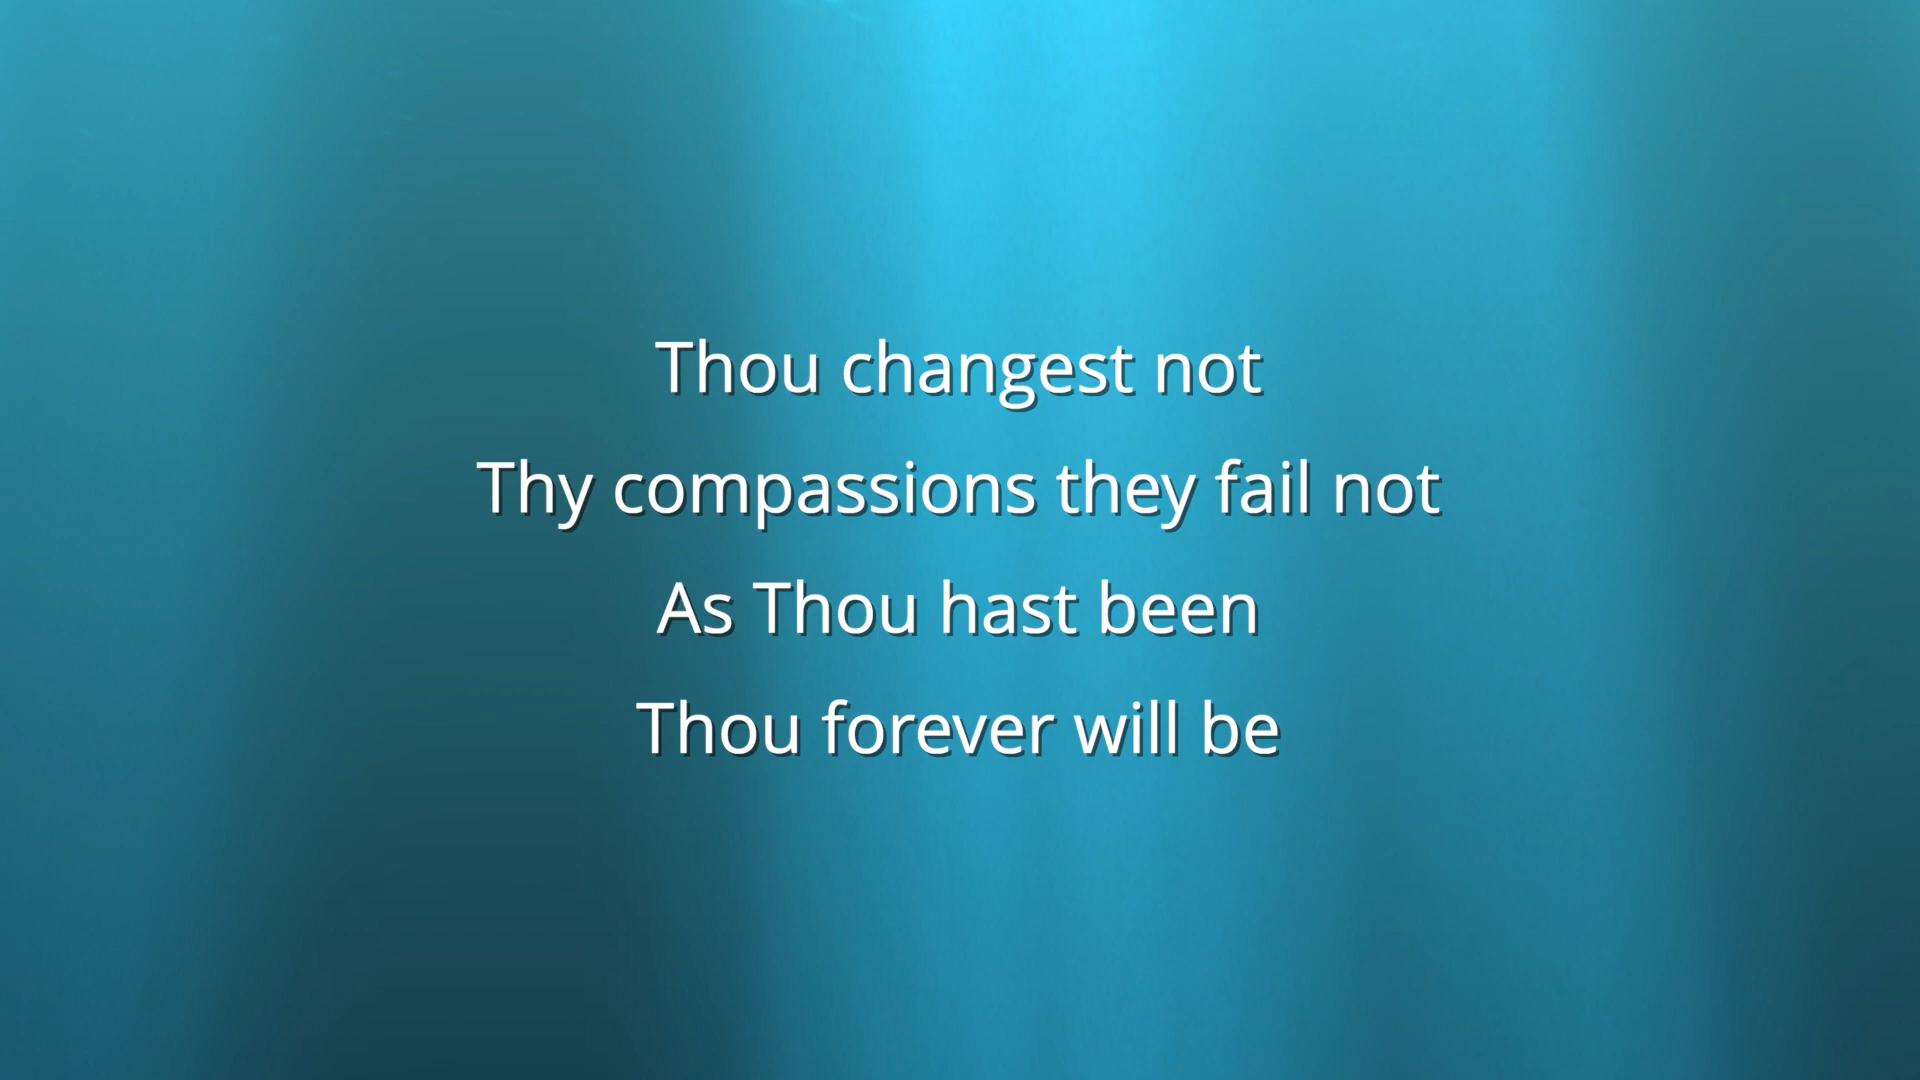 Thou changest not
Thy compassions they fail not
As Thou hast been
Thou forever will be